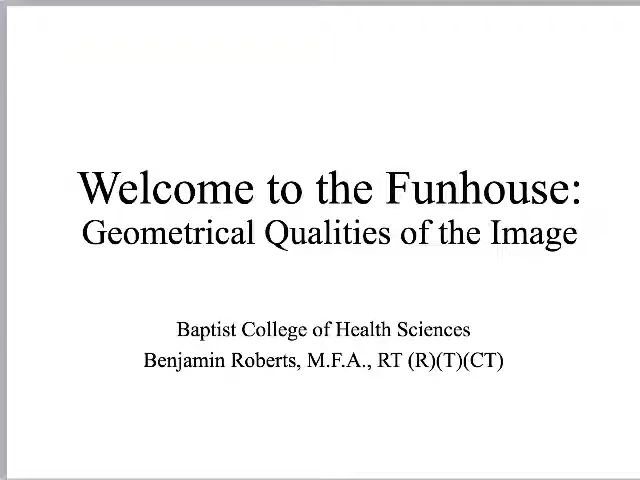 Welcome to the Funhouse:
Geometrical Qualities of the Image
Baptist College of Health Sciences
Benjamin Roberts, M.F.A., RT (R)(T)(CT)